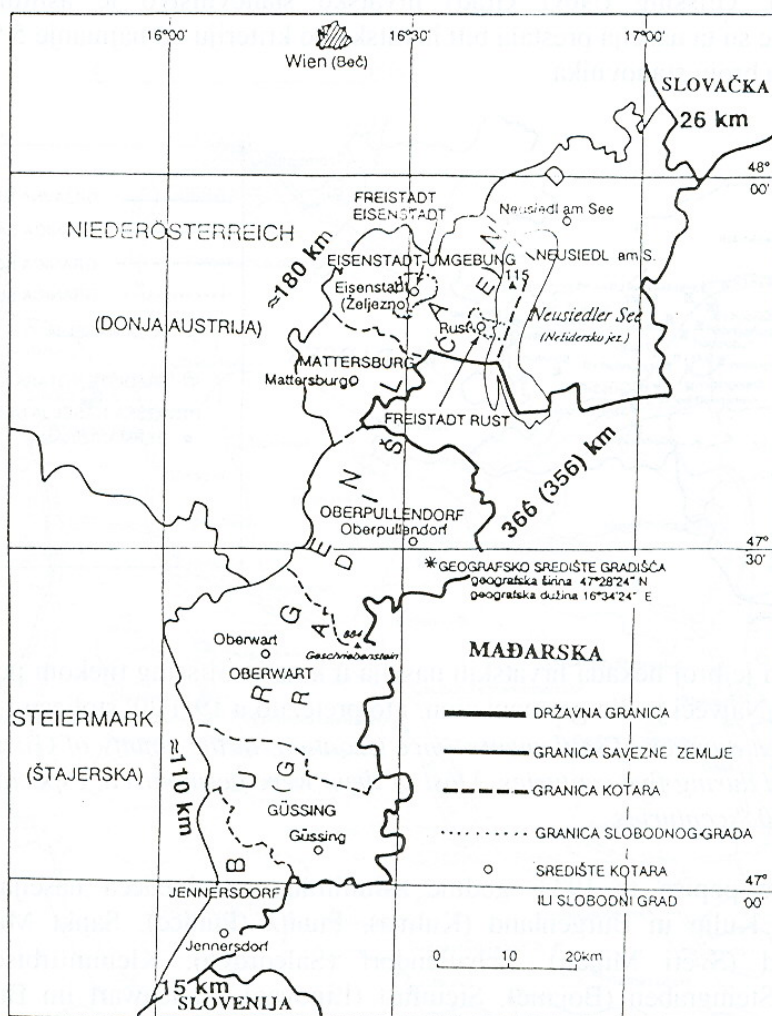 16°00'
16°30'
17°00'
Wien (Beč)
SLOVAČKA
26 km
48°
00'
FREISTADT
EISENSTADT
Neusiedl am See
NIEDERÖSTERREICH
≈180 km
EISENSTADT-UMGEBUNG
NEUSIEDL am S.
115
Eisenstadt
(Željezno)
(DONJA AUSTRIJA)
Rust
Neusiedler See
(Nežidersko jez.)
MATTERSBURG
Mattersburg
FREISTADT RUST
366 (356) km
B U R G E N L A N D
G R A D I Š Ć E
OBERPULLENDORF
Oberpullendorf
47°
30'
* GEOGRAFSKO SREDIŠTE GRADIŠĆA
geografska širina 47°28'24" N
geografska dužina 16°34'24" E
884
Geschriebenstein
Oberwart
OBERWART
MAĐARSKA
STEIERMARK
(ŠTAJERSKA)
≈110 km
DRŽAVNA GRANICA
GRANICA SAVEZNE ZEMLJE
GRANICA KOTARA
GRANICA SLOBODNOG GRADA
SREDIŠTE KOTARA
ILI SLOBODNI GRAD
GÜSSING
Güssing
47°
00'
JENNERSDORF
Jennersdorf
0 10 20km
15 km
SLOVENIJA